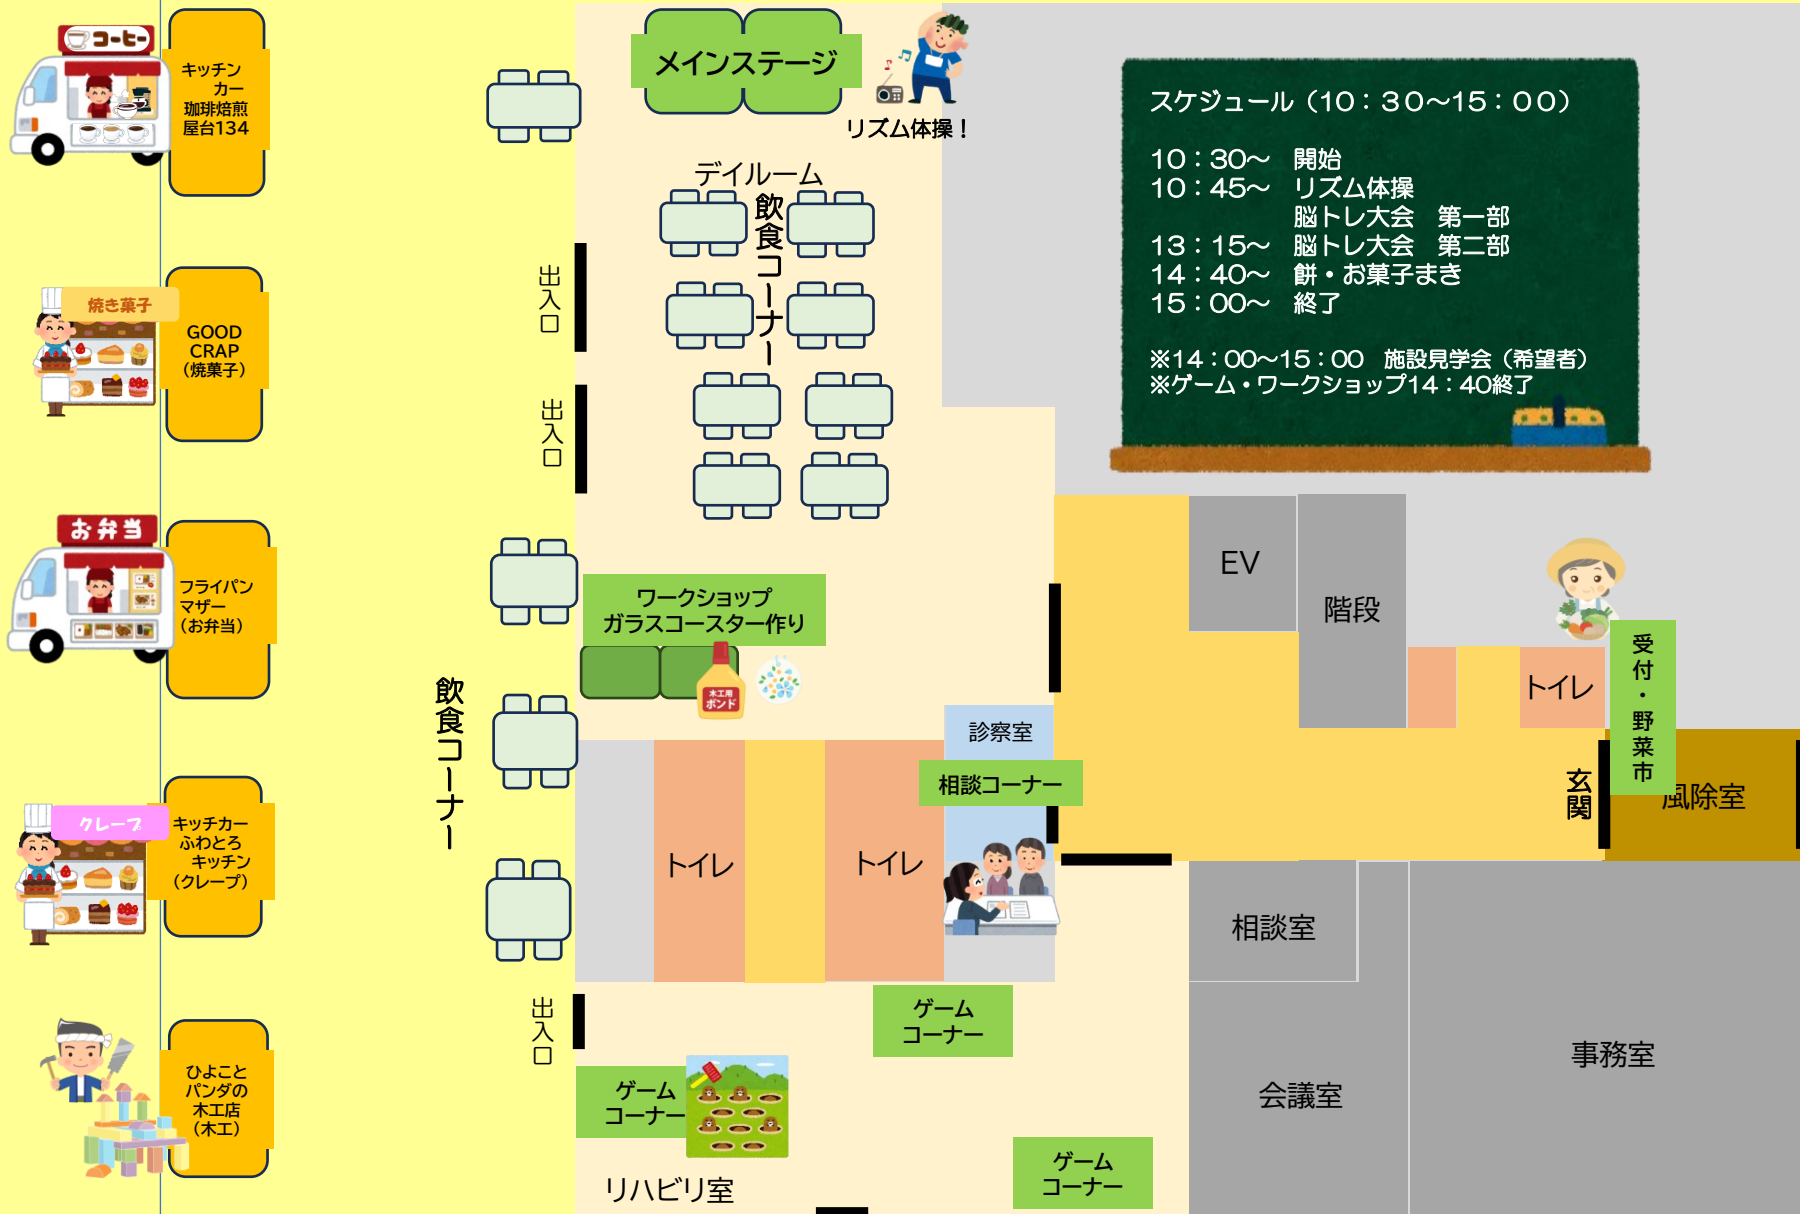 コーヒー
キッチン
カー
珈琲焙煎
屋台134
焼き菓子
GOOD
CRAP
（焼菓子）
お弁当
フライパン
マザー
（お弁当）
クレープ
キッチカー
ふわとろ
キッチン
（クレープ）
ひよこと
パンダの
木工店
（木工）
飲食コーナー
出入口
出入口
出入口
メインステージ
リズム体操！
デイルーム
飲食コーナー
ワークショップ
ガラスコースター作り
木工用
ボンド
診察室
相談コーナー
トイレ
トイレ
ゲーム
コーナー
ゲーム
コーナー
ゲーム
コーナー
リハビリ室
スケジュール（10：30～15：00）
10：30～　開始
10：45～　リズム体操
脳トレ大会　第一部
13：15～　脳トレ大会　第二部
14：40～　餅・お菓子まき
15：00～　終了
※14：00～15：00　施設見学会（希望者）
※ゲーム・ワークショップ14：40終了
EV
階段
トイレ
受付・野菜市
玄関
風除室
相談室
会議室
事務室